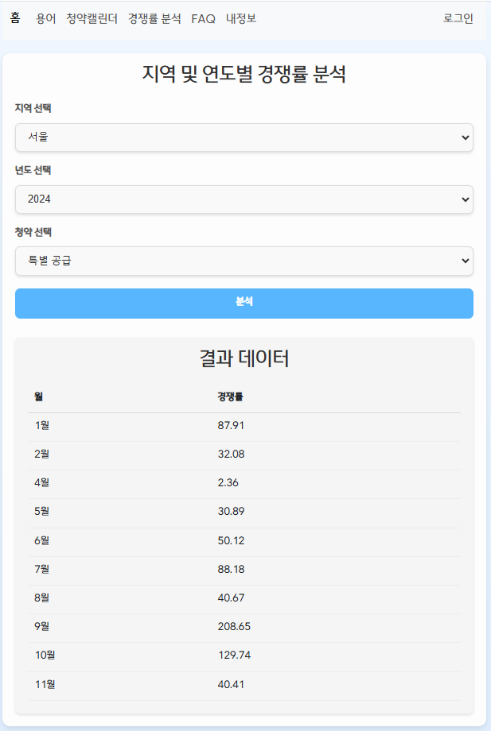 홈 용어 청약캘린더 경쟁률 분석 FAQ 내정보 로그인
지역 및 연도별 경쟁률 분석
지역 선택
서울
년도 선택
2024
청약 선택
특별 공급
분석
결과 데이터
월 경쟁률
1월 87.91
2월 32.08
4월 2.36
5월 30.89
6월 50.12
7월 88.18
8월 40.67
9월 208.65
10월 129.74
11월 40.41